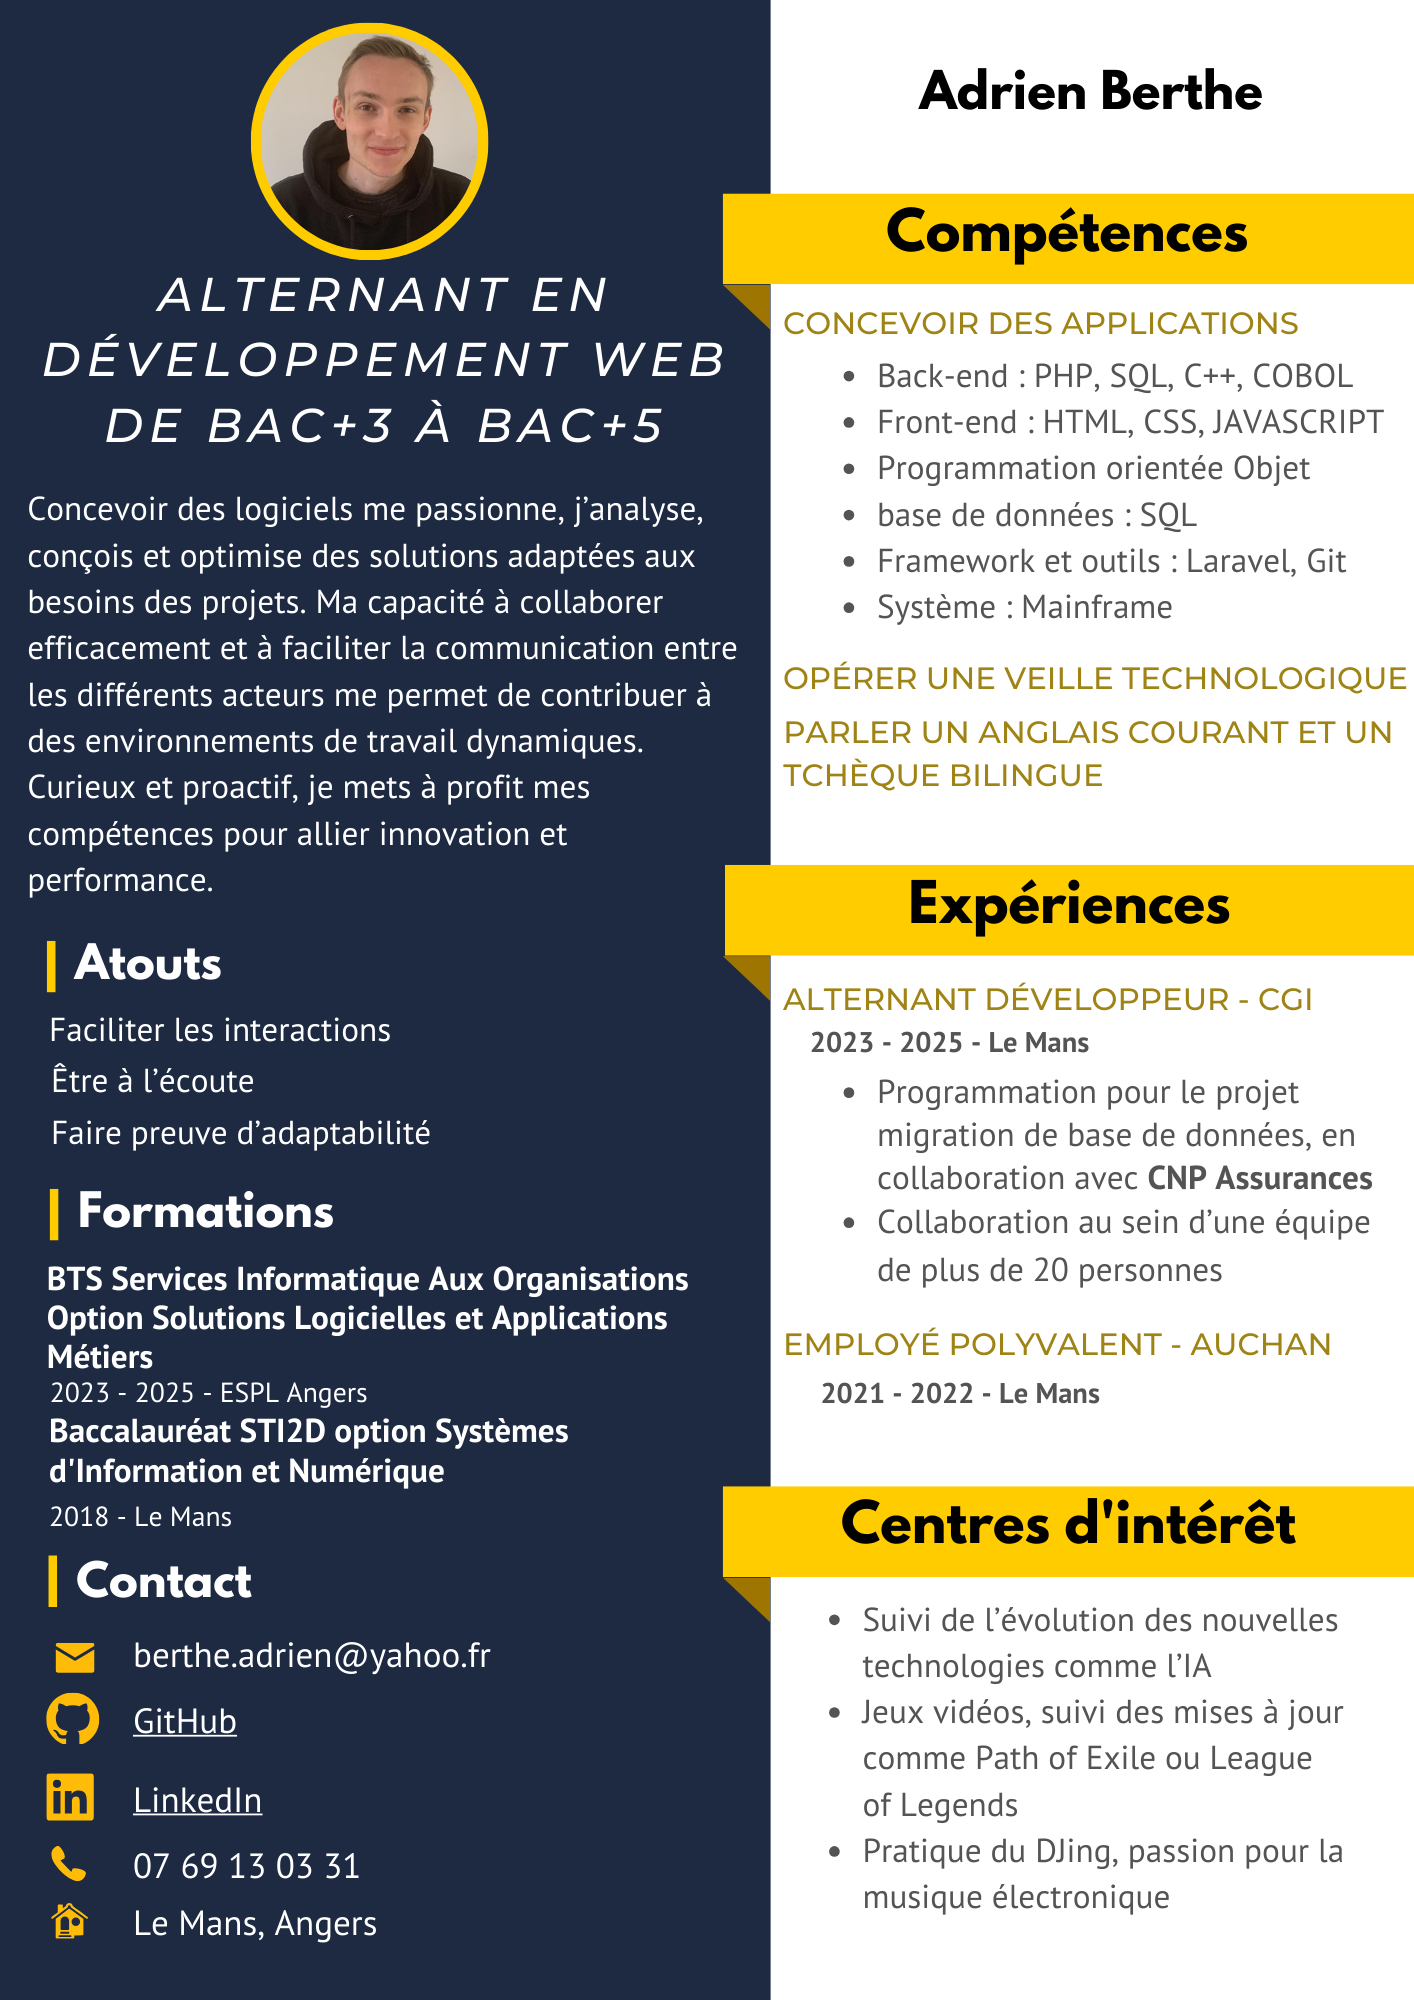 ALTERNANT EN
DÉVELOPPEMENT WEB
DE BAC+3 À BAC+5
Concevoir des logiciels me passionne, j’analyse,
conçois et optimise des solutions adaptées aux
besoins des projets. Ma capacité à collaborer
efficacement et à faciliter la communication entre
les différents acteurs me permet de contribuer à
des environnements de travail dynamiques.
Curieux et proactif, je mets à profit mes
compétences pour allier innovation et
performance.
Atouts
Faciliter les interactions
Être à l’écoute
Faire preuve d’adaptabilité
Formations
BTS Services Informatique Aux Organisations
Option Solutions Logicielles et Applications
Métiers
2023 - 2025 - ESPL Angers
Baccalauréat STI2D option Systèmes
d'Information et Numérique
2018 - Le Mans
Contact
berthe.adrien@yahoo.fr
GitHub
LinkedIn
07 69 13 03 31
Le Mans, Angers
Adrien Berthe
Compétences
CONCEVOIR DES APPLICATIONS
• Back-end : PHP, SQL, C++, COBOL
• Front-end : HTML, CSS, JAVASCRIPT
• Programmation orientée Objet
• base de données : SQL
• Framework et outils : Laravel, Git
• Système : Mainframe
OPÉRER UNE VEILLE TECHNOLOGIQUE
PARLER UN ANGLAIS COURANT ET UN
TCHÈQUE BILINGUE
Expériences
ALTERNANT DÉVELOPPEUR - CGI
2023 - 2025 - Le Mans
• Programmation pour le projet
migration de base de données, en
collaboration avec CNP Assurances
• Collaboration au sein d’une équipe
de plus de 20 personnes
EMPLOYÉ POLYVALENT - AUCHAN
2021 - 2022 - Le Mans
Centres d'intérêt
• Suivi de l’évolution des nouvelles
technologies comme l’IA
• Jeux vidéos, suivi des mises à jour
comme Path of Exile ou League
of Legends
• Pratique du DJing, passion pour la
musique électronique